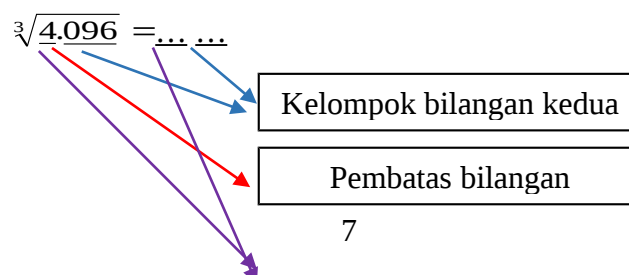 ∛4.096 = ... ...
Kelompok bilangan kedua
Pembatas bilangan
7